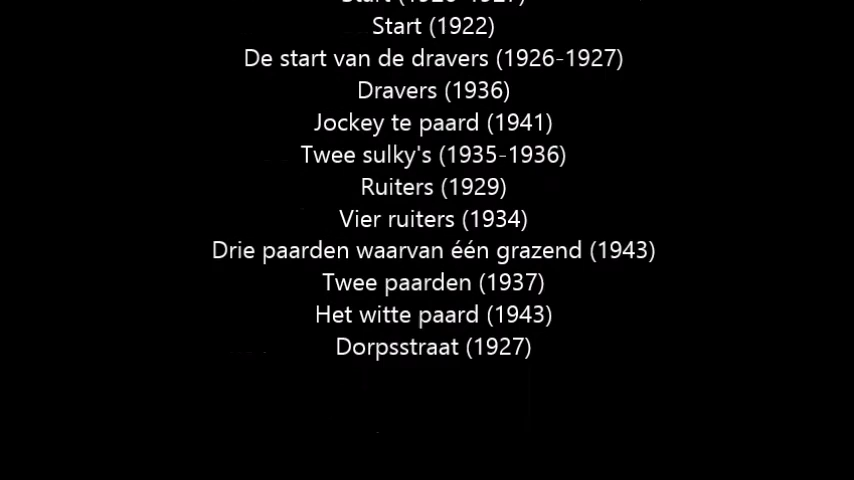 Start (1922)
De start van de dravers (1926-1927)
Dravers (1936)
Jockey te paard (1941)
Twee sulky's (1935-1936)
Ruiters (1929)
Vier ruiters (1934)
Drie paarden waarvan één grazend (1943)
Twee paarden (1937)
Het witte paard (1943)
Dorpsstraat (1927)